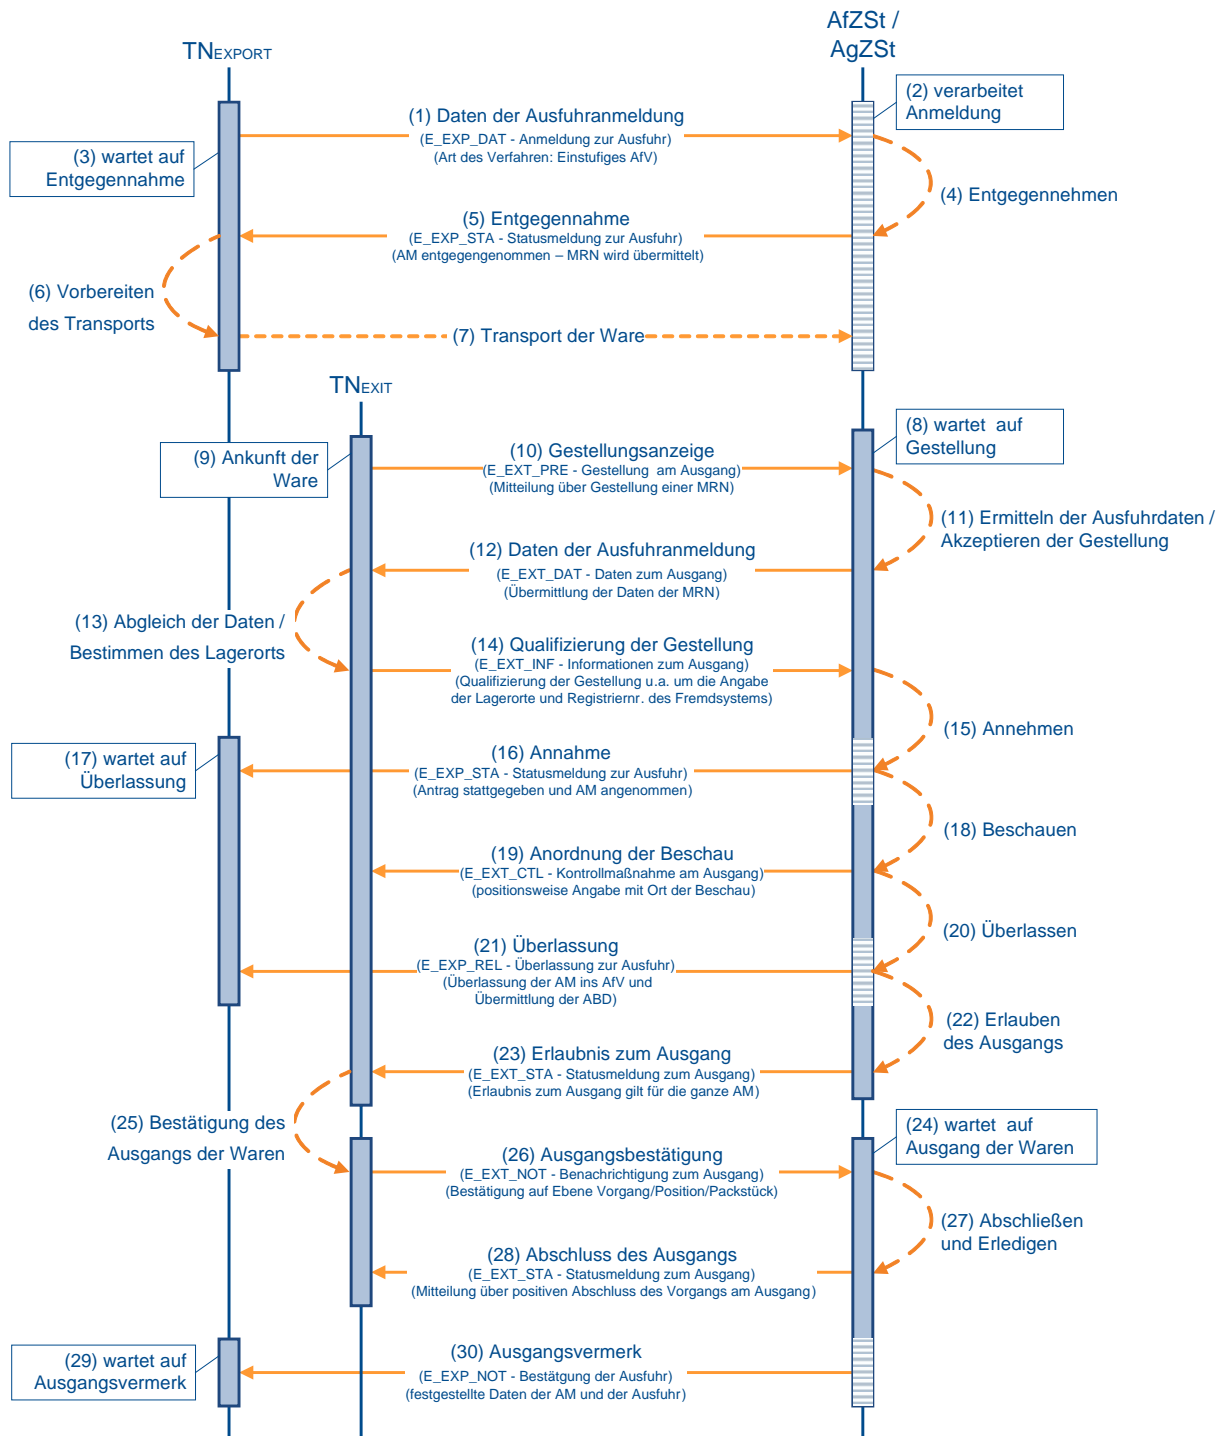 AfZSt /
AgZSt
TNEXPORT
(2) verarbeitet
Anmeldung
(1) Daten der Ausfuhranmeldung
(E_EXP_DAT - Anmeldung zur Ausfuhr)
(Art des Verfahren: Einstufiges AfV)
(3) wartet auf
Entgegennahme
(4) Entgegennehmen
(5) Entgegennahme
(E_EXP_STA - Statusmeldung zur Ausfuhr)
(AM entgegengenommen – MRN wird übermittelt)
(6) Vorbereiten
des Transports
(7) Transport der Ware
TNEXIT
(8) wartet  auf
Gestellung
(9) Ankunft der
Ware
(10) Gestellungsanzeige
(E_EXT_PRE - Gestellung  am Ausgang)
(Mitteilung über Gestellung einer MRN)
(11) Ermitteln der Ausfuhrdaten /
Akzeptieren der Gestellung
(12) Daten der Ausfuhranmeldung
(E_EXT_DAT - Daten zum Ausgang)
(Übermittlung der Daten der MRN)
(13) Abgleich der Daten /
Bestimmen des Lagerorts
(14) Qualifizierung der Gestellung
(E_EXT_INF - Informationen zum Ausgang)
(Qualifizierung der Gestellung u.a. um die Angabe
der Lagerorte und Registriernr. des Fremdsystems)
(15) Annehmen
(16) Annahme
(E_EXP_STA - Statusmeldung zur Ausfuhr)
(Antrag stattgegeben und AM angenommen)
(17) wartet auf
Überlassung
(18) Beschauen
(19) Anordnung der Beschau
(E_EXT_CTL - Kontrollmaßnahme am Ausgang)
(positionsweise Angabe mit Ort der Beschau)
(20) Überlassen
(21) Überlassung
(E_EXP_REL - Überlassung zur Ausfuhr)
(Überlassung der AM ins AfV und
Übermittlung der ABD)
(22) Erlauben
des Ausgangs
(23) Erlaubnis zum Ausgang
(E_EXT_STA - Statusmeldung zum Ausgang)
(Erlaubnis zum Ausgang gilt für die ganze AM)
(24) wartet  auf
Ausgang der Waren
(25) Bestätigung des
Ausgangs der Waren
(26) Ausgangsbestätigung
(E_EXT_NOT - Benachrichtigung zum Ausgang)
(Bestätigung auf Ebene Vorgang/Position/Packstück)
(27) Abschließen
und Erledigen
(28) Abschluss des Ausgangs
(E_EXT_STA - Statusmeldung zum Ausgang)
(Mitteilung über positiven Abschluss des Vorgangs am Ausgang)
(29) wartet auf
Ausgangsvermerk
(30) Ausgangsvermerk
(E_EXP_NOT - Bestätgung der Ausfuhr)
(festgestellte Daten der AM und der Ausfuhr)